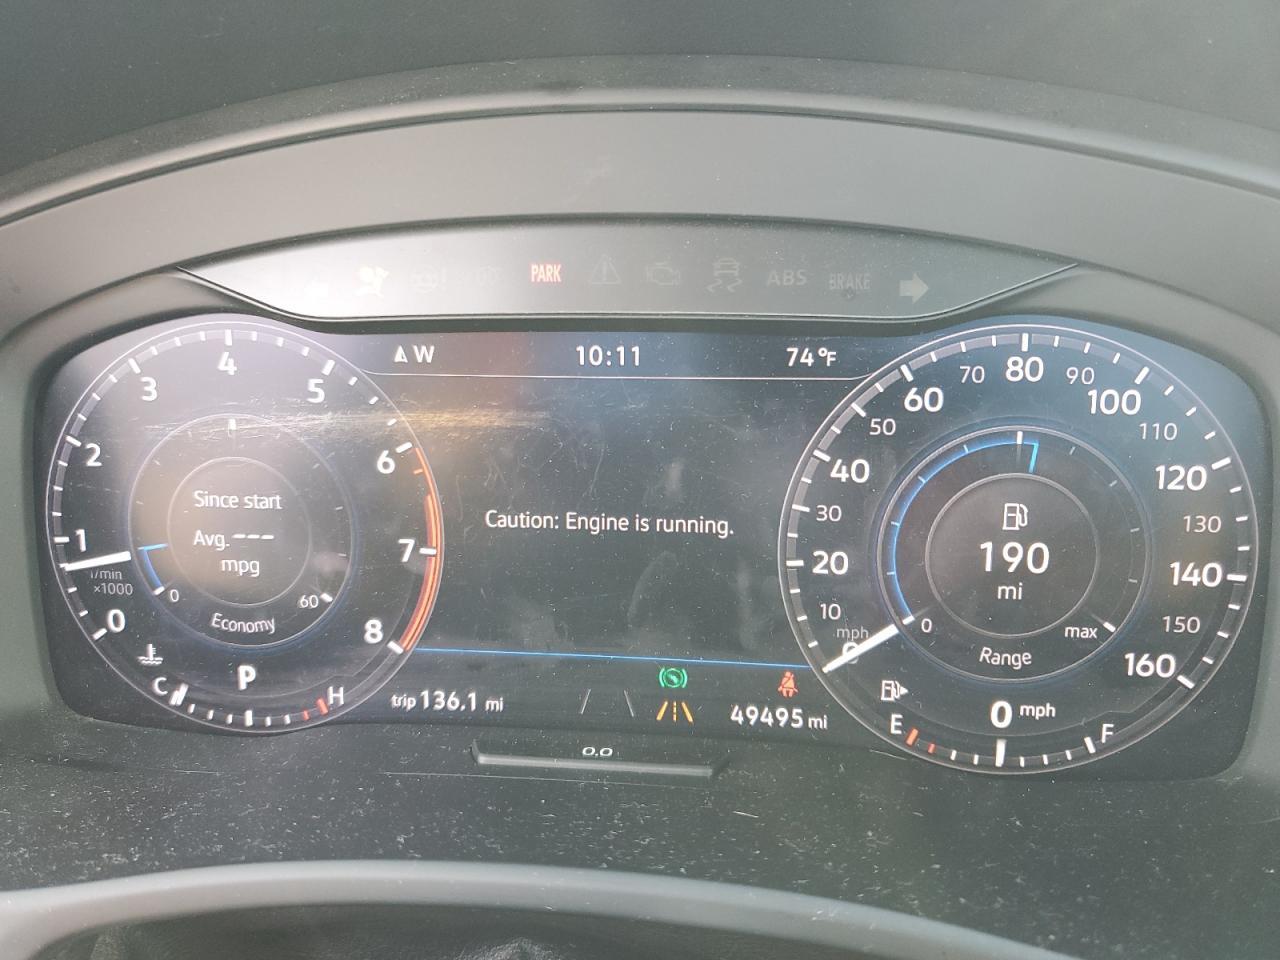 PARK ABS BRAKE
W 10:11 74°F
0 1 2 3 4 5 6 7 8
1/min
×1000
Since start
Avg.---
mpg
0 60
Economy
C H
P
Caution: Engine is running.
trip 136.1 mi
49495 mi
0.0
0 10 20 30 40 50 60 70 80 90 100 110 120 130 140 150 160
mph
190
mi
0 max
Range
E F
0 mph